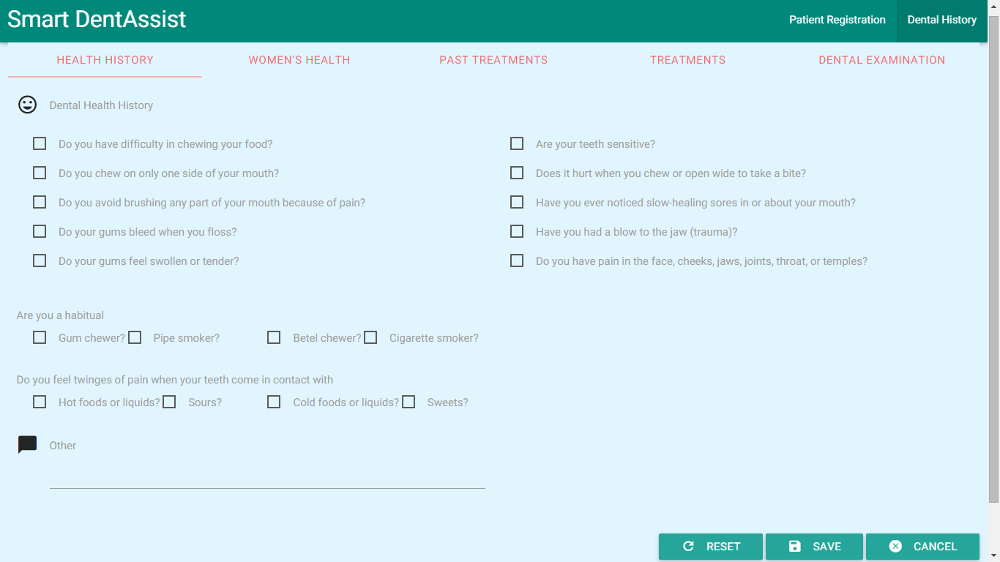 Smart DentAssist
Patient Registration
Dental History
HEALTH HISTORY
WOMEN'S HEALTH
PAST TREATMENTS
TREATMENTS
DENTAL EXAMINATION
Dental Health History
Do you have difficulty in chewing your food?
Are your teeth sensitive?
Do you chew on only one side of your mouth?
Does it hurt when you chew or open wide to take a bite?
Do you avoid brushing any part of your mouth because of pain?
Have you ever noticed slow-healing sores in or about your mouth?
Do your gums bleed when you floss?
Have you had a blow to the jaw (trauma)?
Do your gums feel swollen or tender?
Do you have pain in the face, cheeks, jaws, joints, throat, or temples?
Are you a habitual
Gum chewer?
Pipe smoker?
Betel chewer?
Cigarette smoker?
Do you feel twinges of pain when your teeth come in contact with
Hot foods or liquids?
Sours?
Cold foods or liquids?
Sweets?
Other
RESET
SAVE
CANCEL